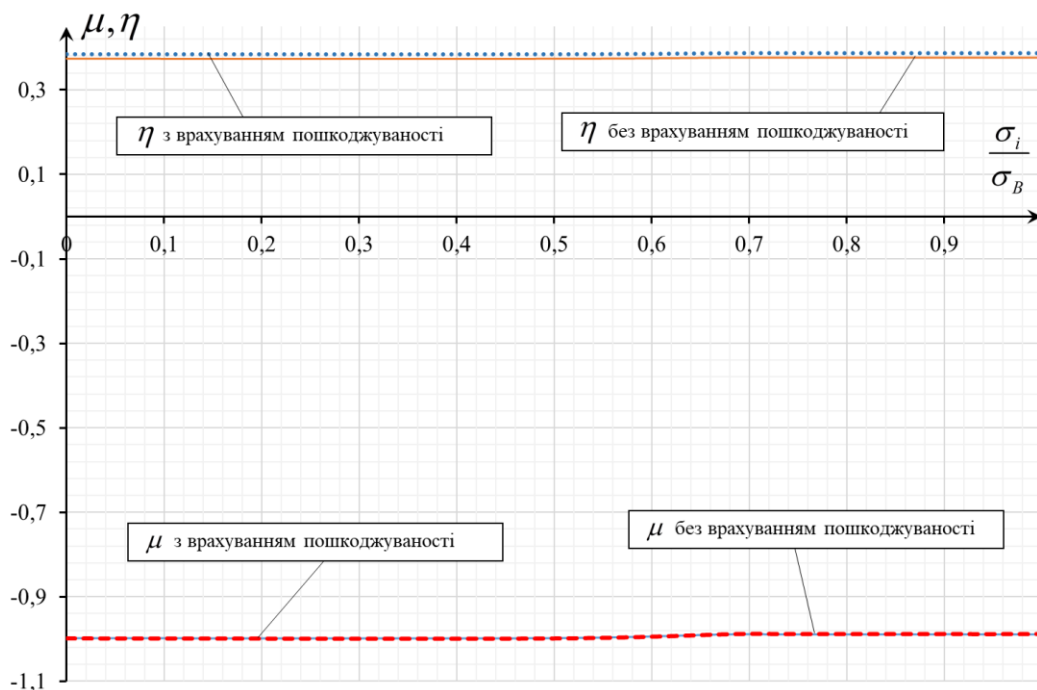 μ, η
0,3
η з врахуванням пошкоджуваності
η без врахуванням пошкоджуваності
σi
σB
0,1
0 0,1 0,2 0,3 0,4 0,5 0,6 0,7 0,8 0,9
-0,1
-0,3
-0,5
-0,7
μ з врахуванням пошкоджуваності
μ без врахуванням пошкоджуваності
-0,9
-1,1